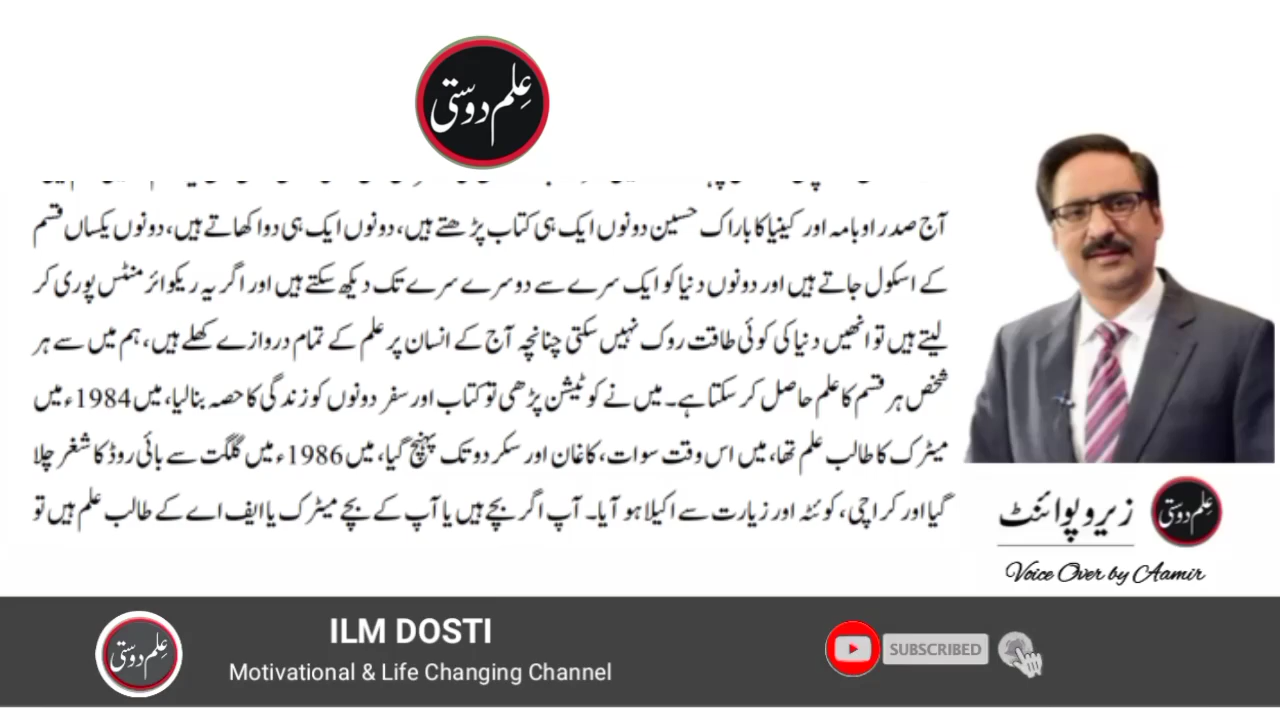 علم دوستی
آج صدر اوبامہ اور کینیا کا باراک حسین دونوں ایک ہی کتاب پڑھتے ہیں، دونوں ایک ہی دوا کھاتے ہیں، دونوں یکساں قسم
کے اسکول جاتے ہیں اور دونوں دنیا کو ایک سرے سے دوسرے سرے تک دیکھ سکتے ہیں اور اگر یہ ریکوائرمنٹس پوری کر
لیتے ہیں تو انھیں دنیا کی کوئی طاقت روک نہیں سکتی چنانچہ آج کے انسان پر علم کے تمام دروازے کھلے ہیں، ہم میں سے ہر
شخص ہر قسم کا علم حاصل کر سکتا ہے۔ میں نے کوٹیشن پڑھی تو کتاب اور سفر دونوں کو زندگی کا حصہ بنا لیا، میں 1984ء میں
میٹرک کا طالب علم تھا، میں اس وقت سوات، کاغان اور سکردو تک پہنچ گیا، میں 1986ء میں گلگت سے بائی روڈ کاشغر چلا
گیا اور کراچی، کوئٹہ اور زیارت سے اکیلا ہو آیا۔ آپ اگر بچے ہیں یا آپ کے بچے میٹرک یا ایف اے کے طالب علم ہیں تو
زیرو پوائنٹ
علم دوستی
Voice Over by Aamir
علم دوستی
ILM DOSTI
Motivational & Life Changing Channel
SUBSCRIBED